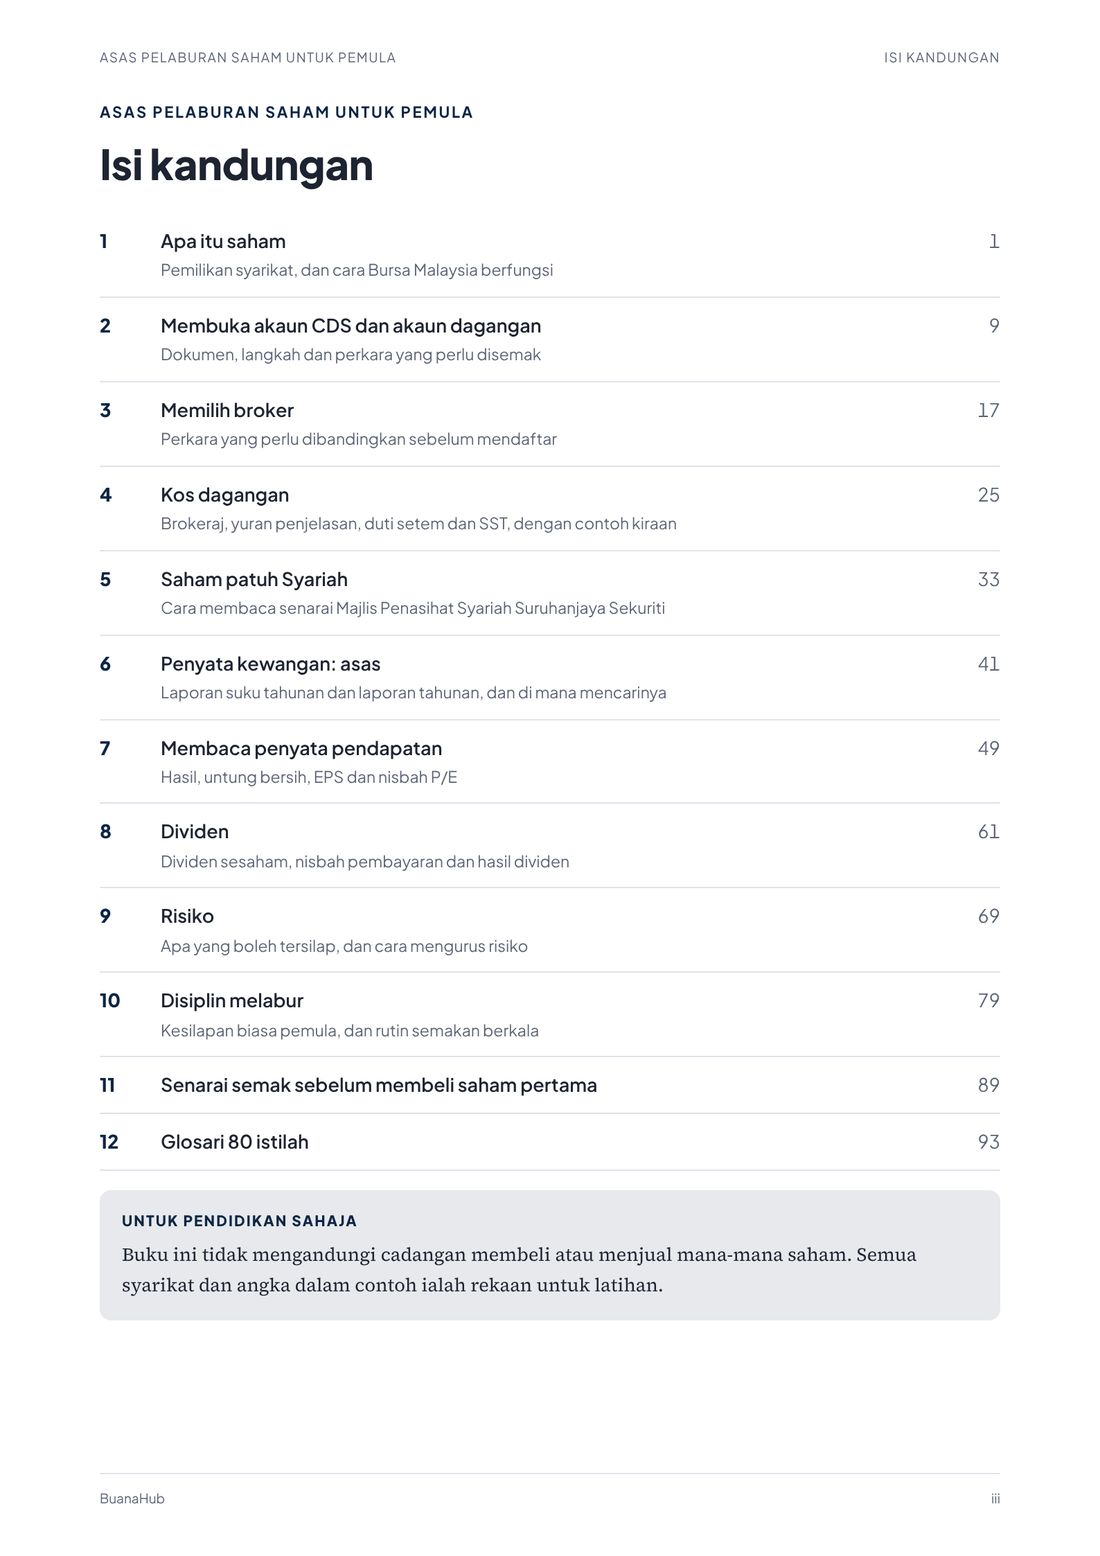 ASAS PELABURAN SAHAM UNTUK PEMULA ISI KANDUNGAN
ASAS PELABURAN SAHAM UNTUK PEMULA
Isi kandungan
1 Apa itu saham 1
Pemilikan syarikat, dan cara Bursa Malaysia berfungsi
2 Membuka akaun CDS dan akaun dagangan 9
Dokumen, langkah dan perkara yang perlu disemak
3 Memilih broker 17
Perkara yang perlu dibandingkan sebelum mendaftar
4 Kos dagangan 25
Brokeraj, yuran penjelasan, duti setem dan SST, dengan contoh kiraan
5 Saham patuh Syariah 33
Cara membaca senarai Majlis Penasihat Syariah Suruhanjaya Sekuriti
6 Penyata kewangan: asas 41
Laporan suku tahunan dan laporan tahunan, dan di mana mencarinya
7 Membaca penyata pendapatan 49
Hasil, untung bersih, EPS dan nisbah P/E
8 Dividen 61
Dividen sesaham, nisbah pembayaran dan hasil dividen
9 Risiko 69
Apa yang boleh tersilap, dan cara mengurus risiko
10 Disiplin melabur 79
Kesilapan biasa pemula, dan rutin semakan berkala
11 Senarai semak sebelum membeli saham pertama 89
12 Glosari 80 istilah 93
UNTUK PENDIDIKAN SAHAJA
Buku ini tidak mengandungi cadangan membeli atau menjual mana-mana saham. Semua
syarikat dan angka dalam contoh ialah rekaan untuk latihan.
BuanaHub iii